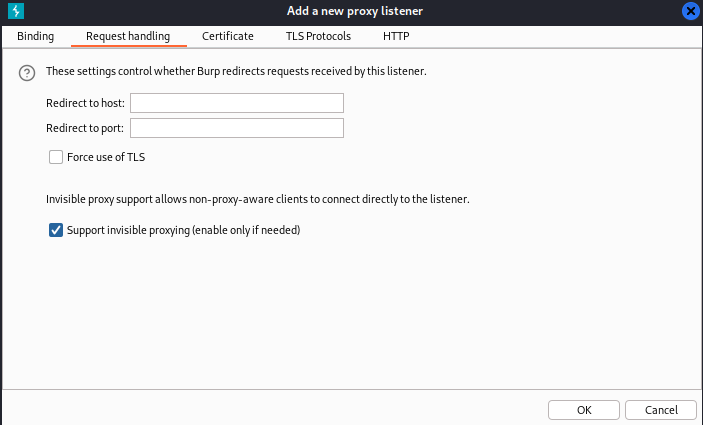 Add a new proxy listener
Binding Request handling Certificate TLS Protocols HTTP
These settings control whether Burp redirects requests received by this listener.
Redirect to host:
Redirect to port:
Force use of TLS
Invisible proxy support allows non-proxy-aware clients to connect directly to the listener.
Support invisible proxying (enable only if needed)
OK Cancel